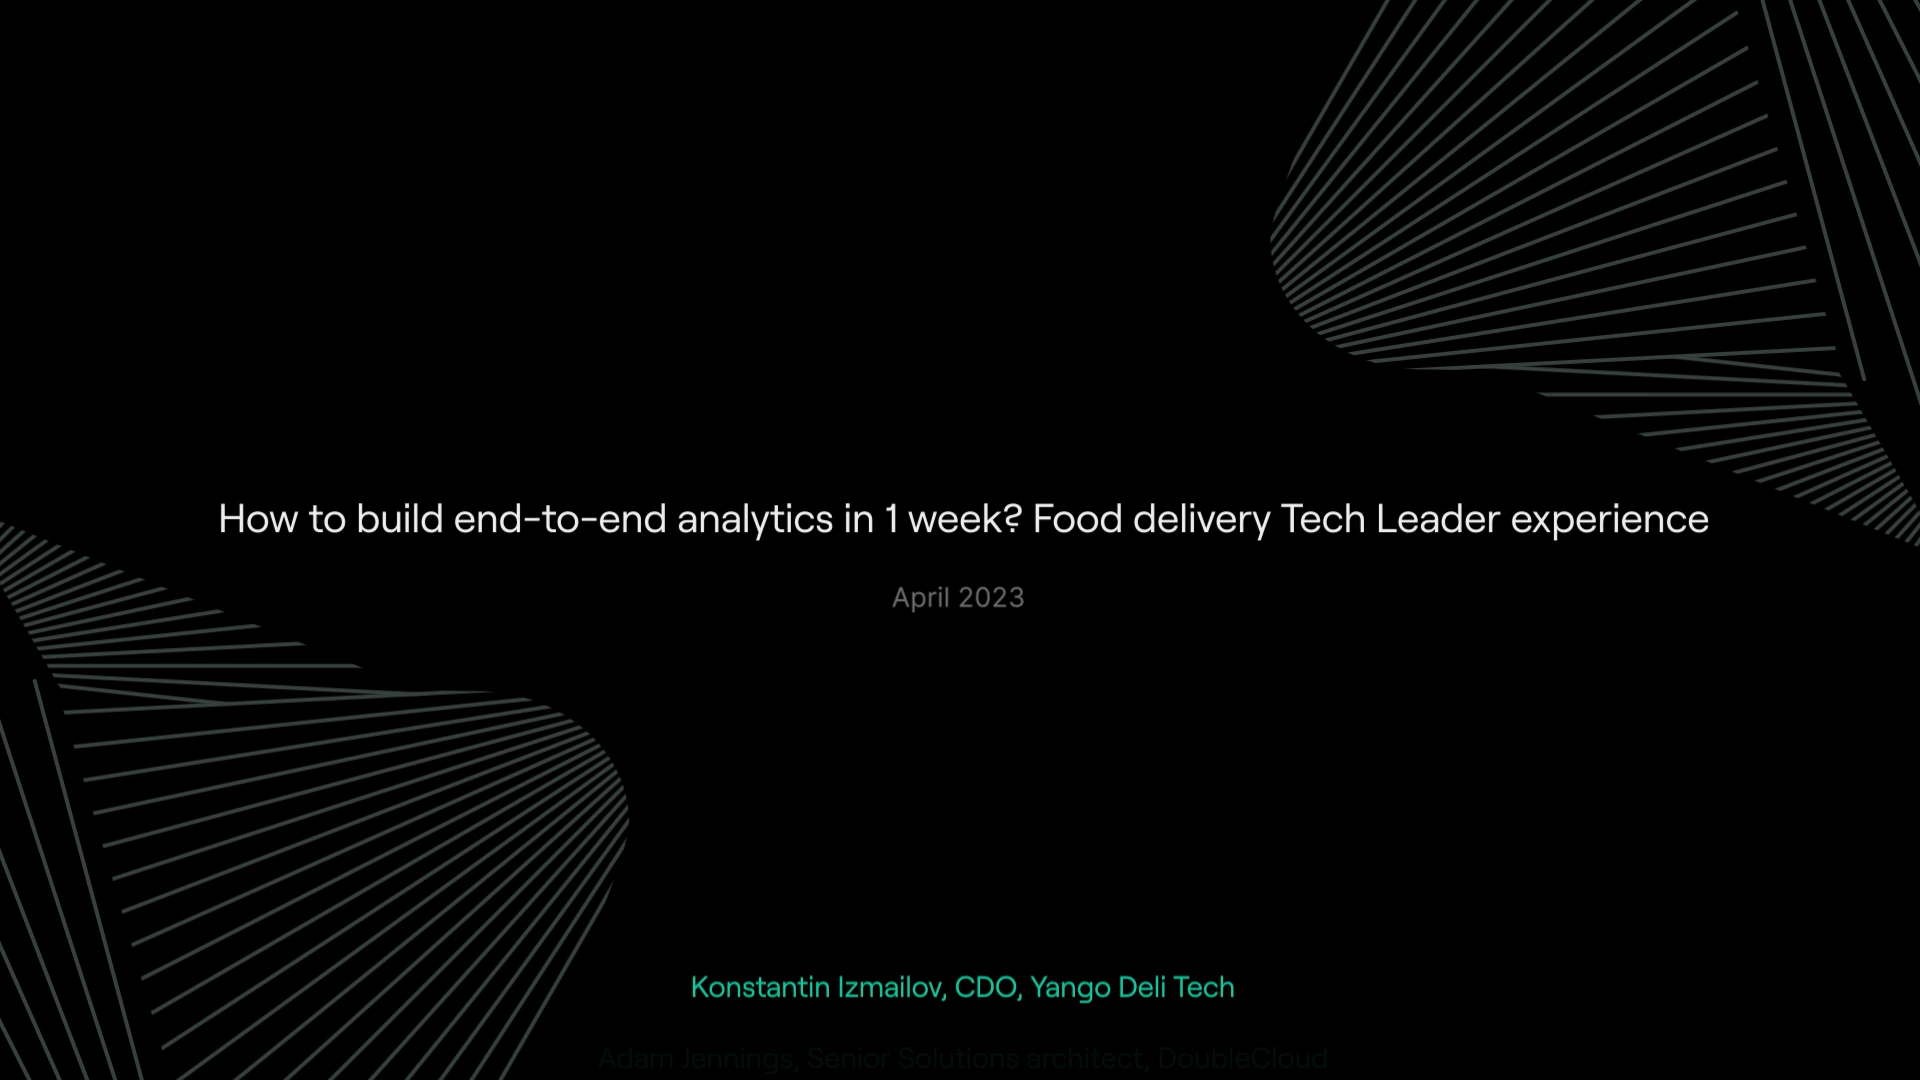 How to build end-to-end analytics in 1 week? Food delivery Tech Leader experience
April 2023
Konstantin Izmailov, CDO, Yango Deli Tech
Adam Jennings, Senior Solutions architect, DoubleCloud